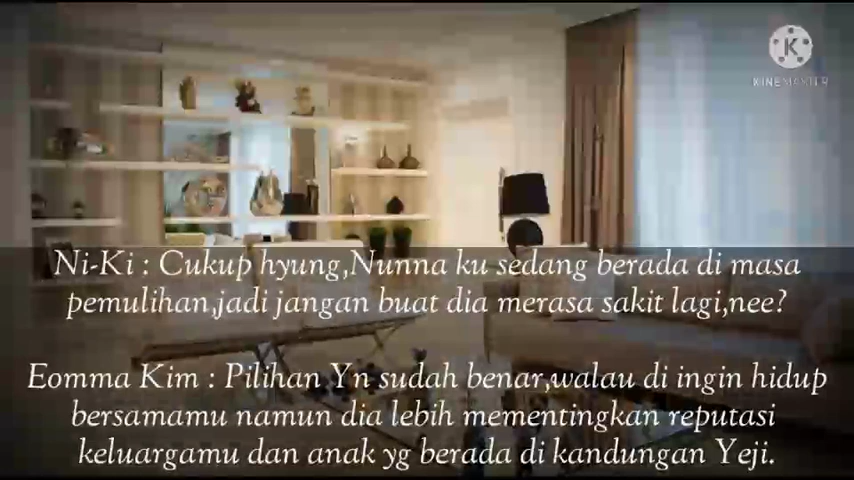 KINEMASTER
Ni-Ki : Cukup hyung,Nunna ku sedang berada di masa
pemulihan,jadi jangan buat dia merasa sakit lagi,nee?
Eomma Kim : Pilihan Yn sudah benar,walau di ingin hidup
bersamamu namun dia lebih mementingkan reputasi
keluargamu dan anak yg berada di kandungan Yeji.